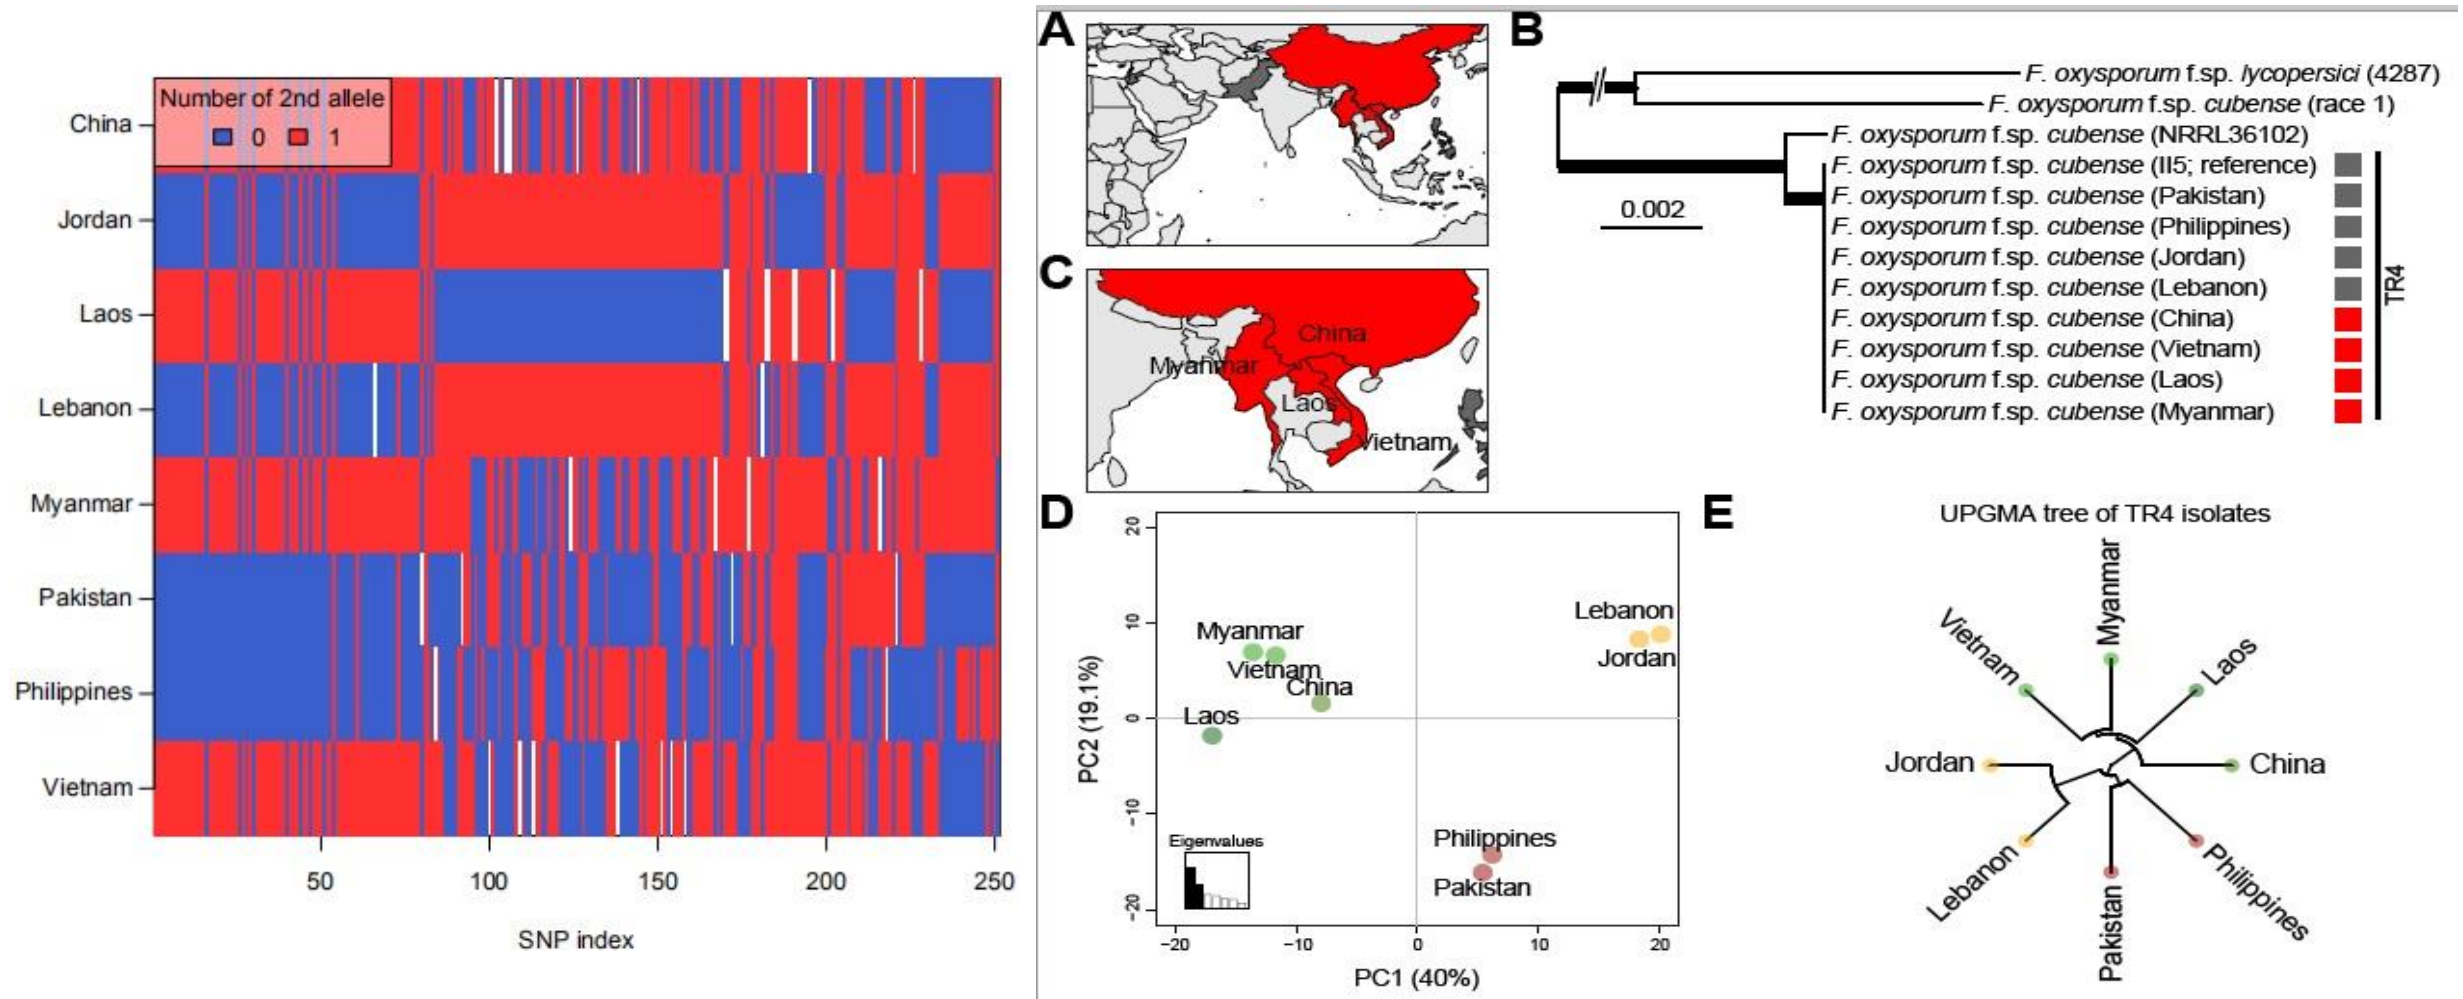 Number of 2nd allele
0 1
China
Jordan
Laos
Lebanon
Myanmar
Pakistan
Philippines
Vietnam
50 100 150 200 250
SNP index
A
B
F. oxysporum f.sp. lycopersici (4287)
F. oxysporum f.sp. cubense (race 1)
F. oxysporum f.sp. cubense (NRRL36102)
F. oxysporum f.sp. cubense (II5; reference)
F. oxysporum f.sp. cubense (Pakistan)
F. oxysporum f.sp. cubense (Philippines)
F. oxysporum f.sp. cubense (Jordan)
F. oxysporum f.sp. cubense (Lebanon)
F. oxysporum f.sp. cubense (China)
F. oxysporum f.sp. cubense (Vietnam)
F. oxysporum f.sp. cubense (Laos)
F. oxysporum f.sp. cubense (Myanmar)
0.002
TR4
C
China
Myanmar
Laos
Vietnam
D
20
10
0
−10
−20
PC2 (19.1%)
Lebanon
Jordan
Myanmar
Vietnam
China
Laos
Philippines
Pakistan
Eigenvalues
−20 −10 0 10 20
PC1 (40%)
E
UPGMA tree of TR4 isolates
Myanmar
Vietnam
Laos
Jordan
China
Lebanon
Pakistan
Philippines